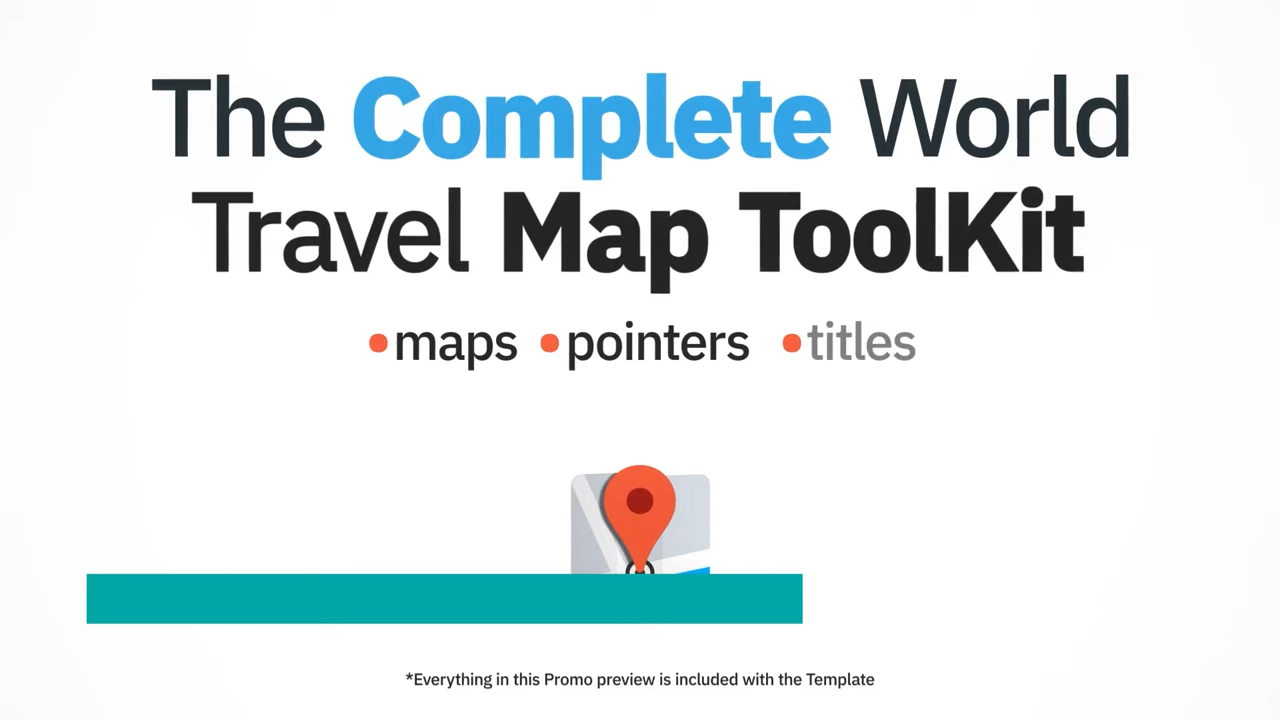 The Complete World
Travel Map ToolKit
•maps •pointers •titles
*Everything in this Promo preview is included with the Template